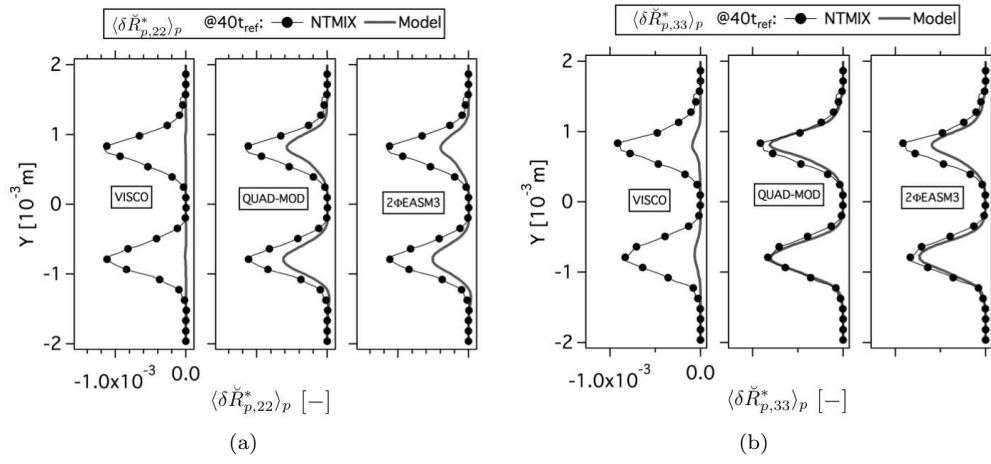 ⟨δR̆*p,22⟩p @40tref: NTMIX Model
2
1
0
-1
-2
Y [10-3m]
VISCO
QUAD-MOD
2ΦEASM3
-1.0x10-3 0.0
⟨δR̆*p,22⟩p [−]
(a)
⟨δR̆*p,33⟩p @40tref: NTMIX Model
2
1
0
-1
-2
Y [10-3m]
VISCO
QUAD-MOD
2ΦEASM3
-1.0x10-3 0.0
⟨δR̆*p,33⟩p [−]
(b)